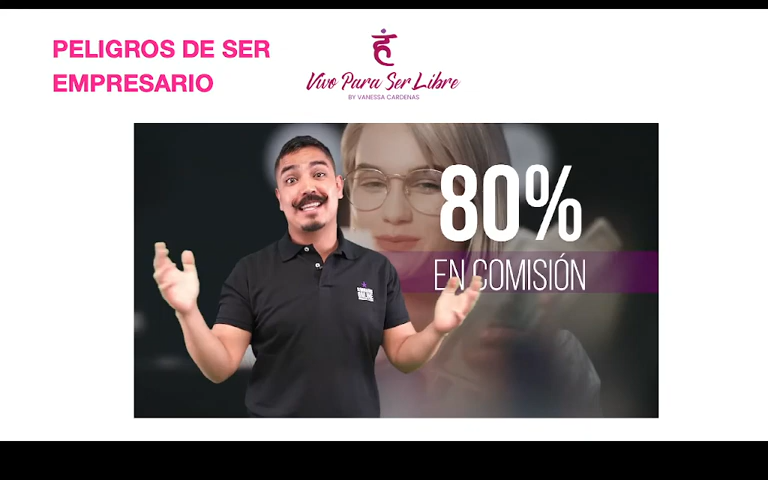 PELIGROS DE SER
EMPRESARIO
Vivo Para Ser Libre
BY VANESSA CARDENAS
80%
EN COMISIÓN